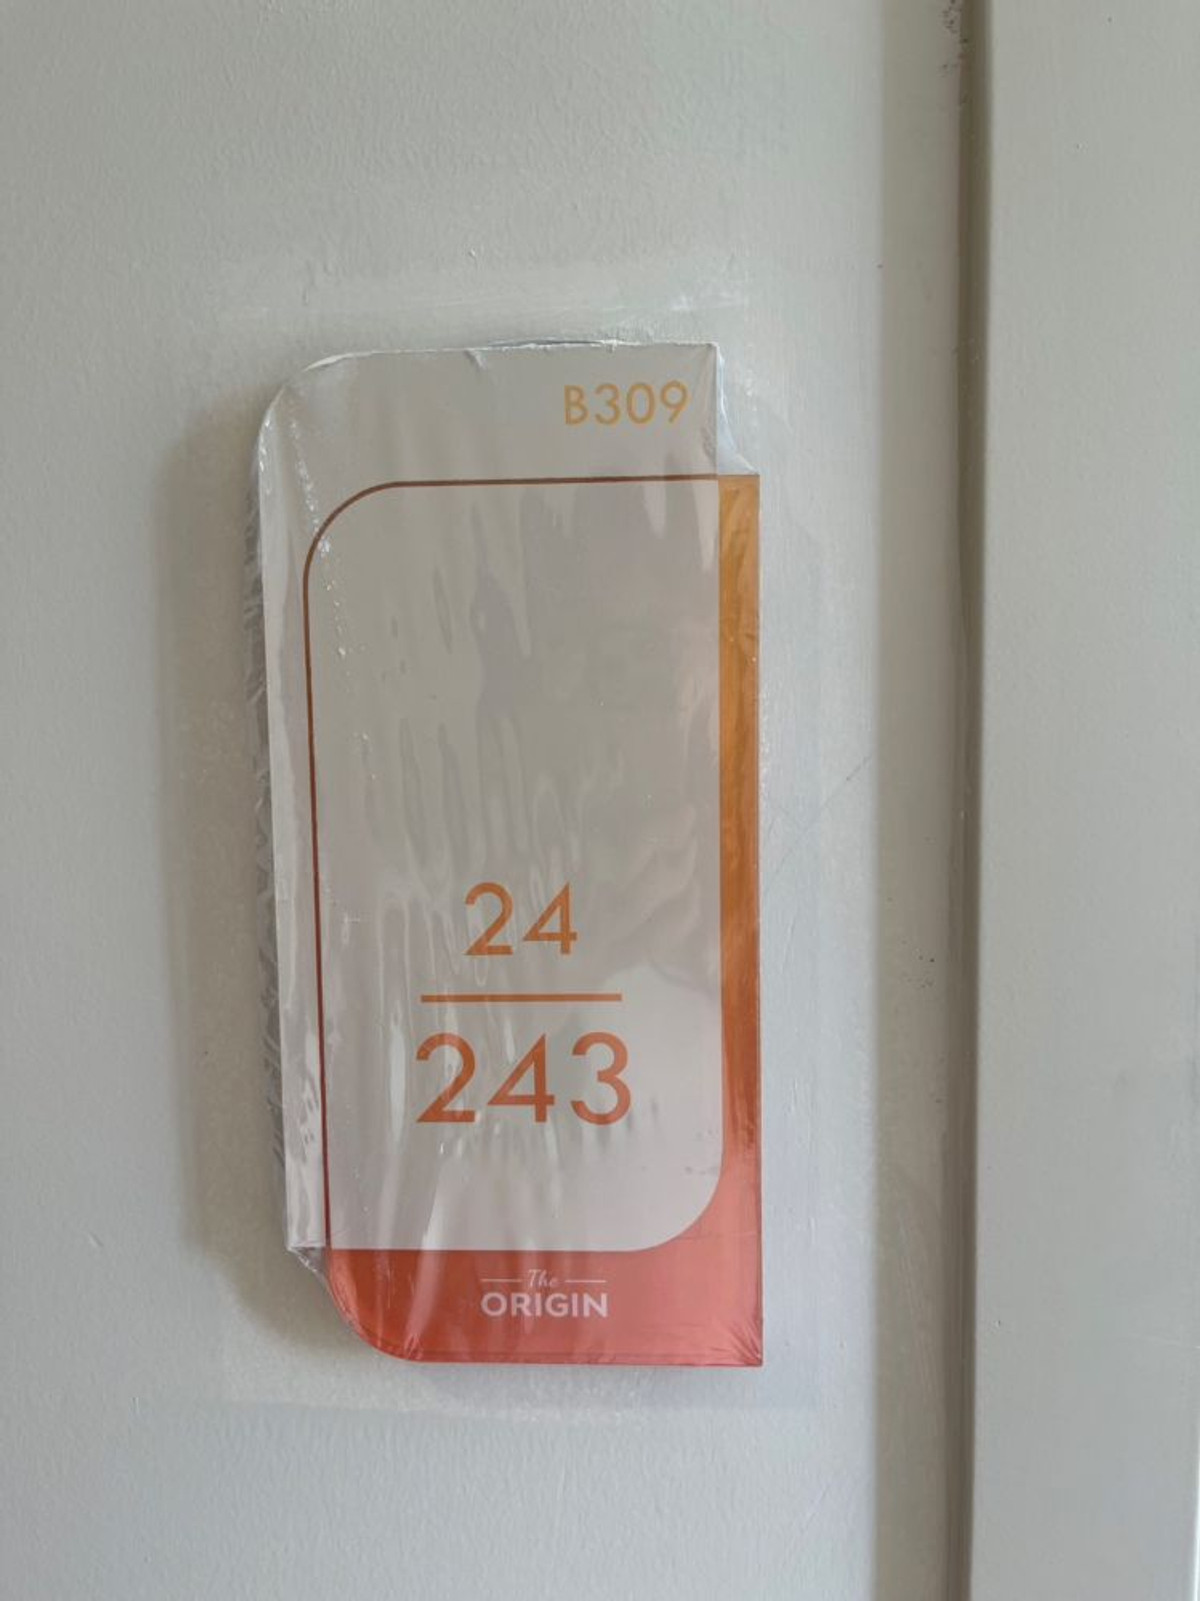 B309
24
243
The
ORIGIN